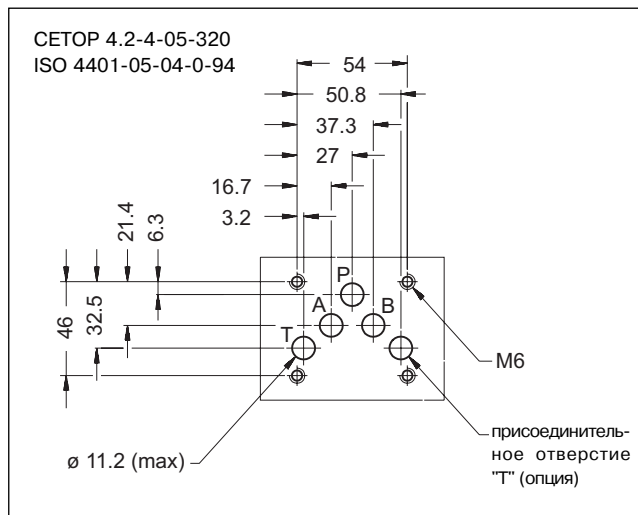 CETOP 4.2-4-05-320
ISO 4401-05-04-0-94
54
50.8
37.3
27
16.7
3.2
21.4
6.3
46
32.5
P
A
B
T
M6
ø 11.2 (max)
присоединитель-
ное отверстие
"T" (опция)